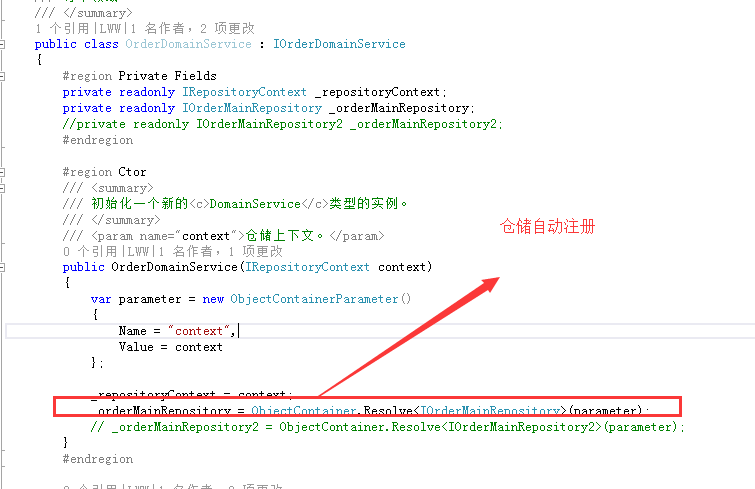 /// </summary>
1 个引用|LWW|1 名作者，2 项更改
public class OrderDomainService : IOrderDomainService
{
#region Private Fields
private readonly IRepositoryContext _repositoryContext;
private readonly IOrderMainRepository _orderMainRepository;
//private readonly IOrderMainRepository2 _orderMainRepository2;
#endregion
#region Ctor
/// <summary>
/// 初始化一个新的<c>DomainService</c>类型的实例。
/// </summary>
/// <param name="context">仓储上下文。</param>
仓储自动注册
0 个引用|LWW|1 名作者，1 项更改
public OrderDomainService(IRepositoryContext context)
{
var parameter = new ObjectContainerParameter()
{
Name = "context",
Value = context
};
_repositoryContext = context;
_orderMainRepository = ObjectContainer.Resolve<IOrderMainRepository>(parameter);
// _orderMainRepository2 = ObjectContainer.Resolve<IOrderMainRepository2>(parameter);
}
#endregion